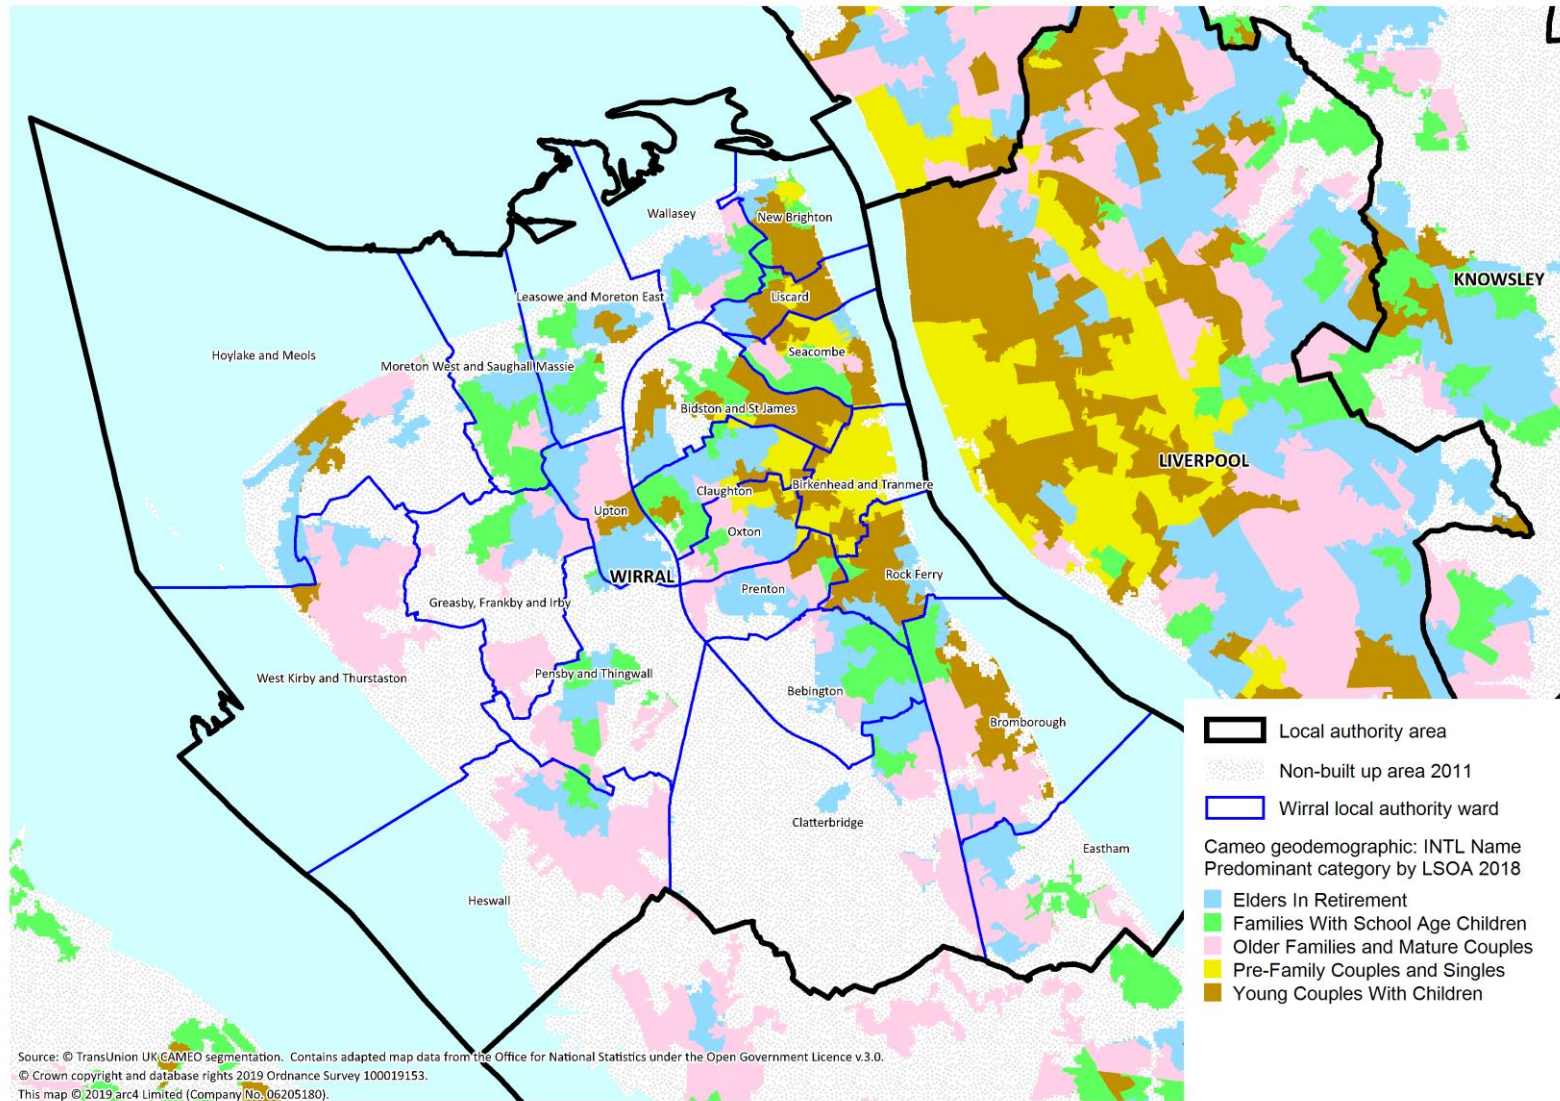 Wallasey
New Brighton
KNOWSLEY
Leasowe and Moreton East
Liscard
Hoylake and Meols
Moreton West and Saughall Massie
Seacombe
Bidston and St James
LIVERPOOL
Claughton
Birkenhead and Tranmere
Upton
Oxton
WIRRAL
Rock Ferry
Prenton
Greasby, Frankby and Irby
West Kirby and Thurstaston
Pensby and Thingwall
Bebington
Bromborough
Clatterbridge
Eastham
Heswall
Local authority area
Non-built up area 2011
Wirral local authority ward
Cameo geodemographic: INTL Name
Predominant category by LSOA 2018
Elders In Retirement
Families With School Age Children
Older Families and Mature Couples
Pre-Family Couples and Singles
Young Couples With Children
Source: © TransUnion UK CAMEO segmentation. Contains adapted map data from the Office for National Statistics under the Open Government Licence v.3.0.
© Crown copyright and database rights 2019 Ordnance Survey 100019153.
This map © 2019 arc4 Limited (Company No. 06205180).